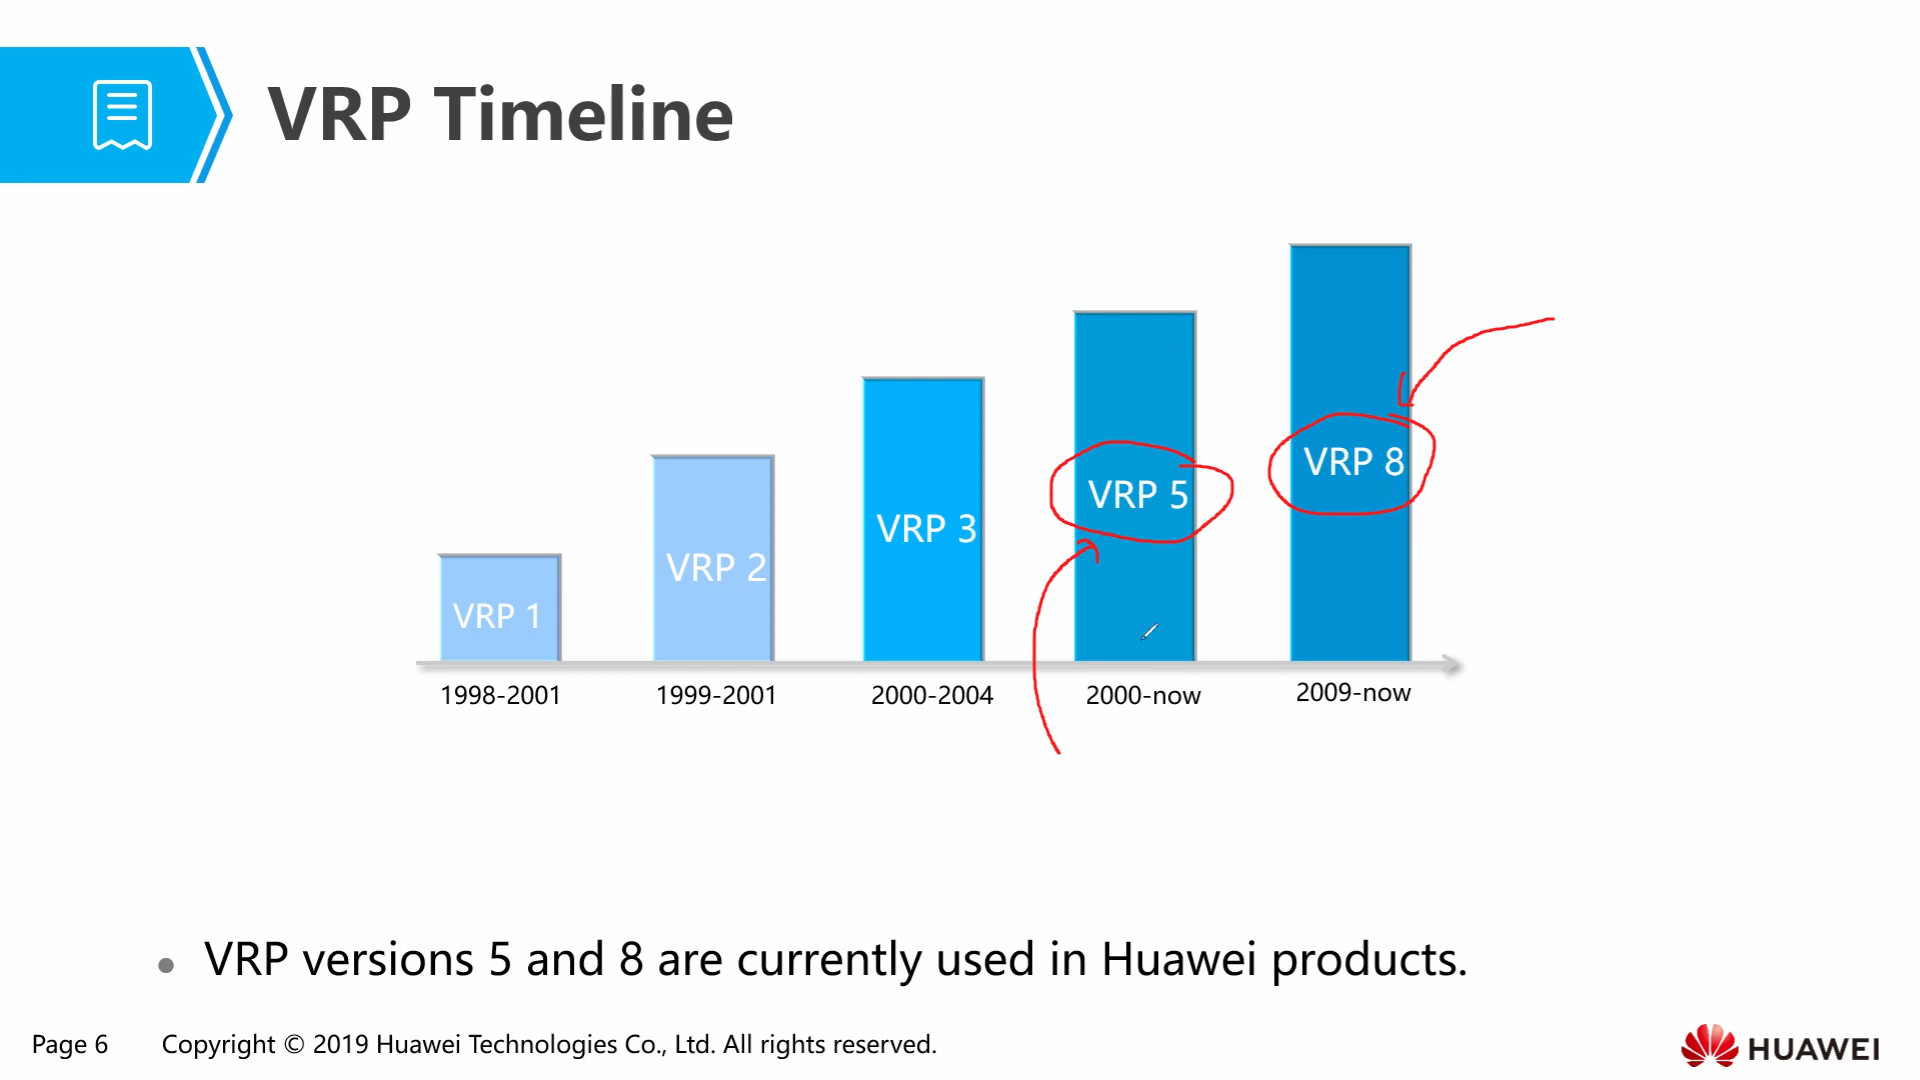 VRP Timeline
VRP 1
VRP 2
VRP 3
VRP 5
VRP 8
1998-2001
1999-2001
2000-2004
2000-now
2009-now
• VRP versions 5 and 8 are currently used in Huawei products.
Page 6
Copyright © 2019 Huawei Technologies Co., Ltd. All rights reserved.
HUAWEI